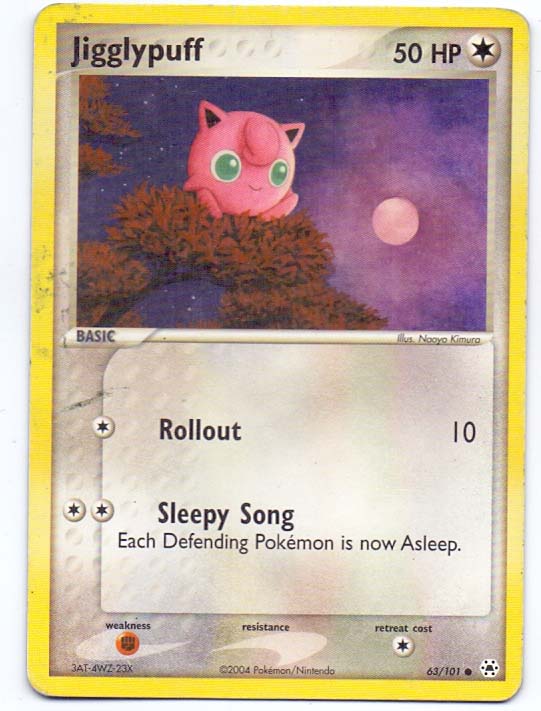 Jigglypuff 50 HP
BASIC Illus. Naoyo Kimura
Rollout 10
Sleepy Song
Each Defending Pokémon is now Asleep.
weakness resistance retreat cost
3AT-4WZ-23X ©2004 Pokémon/Nintendo 63/101